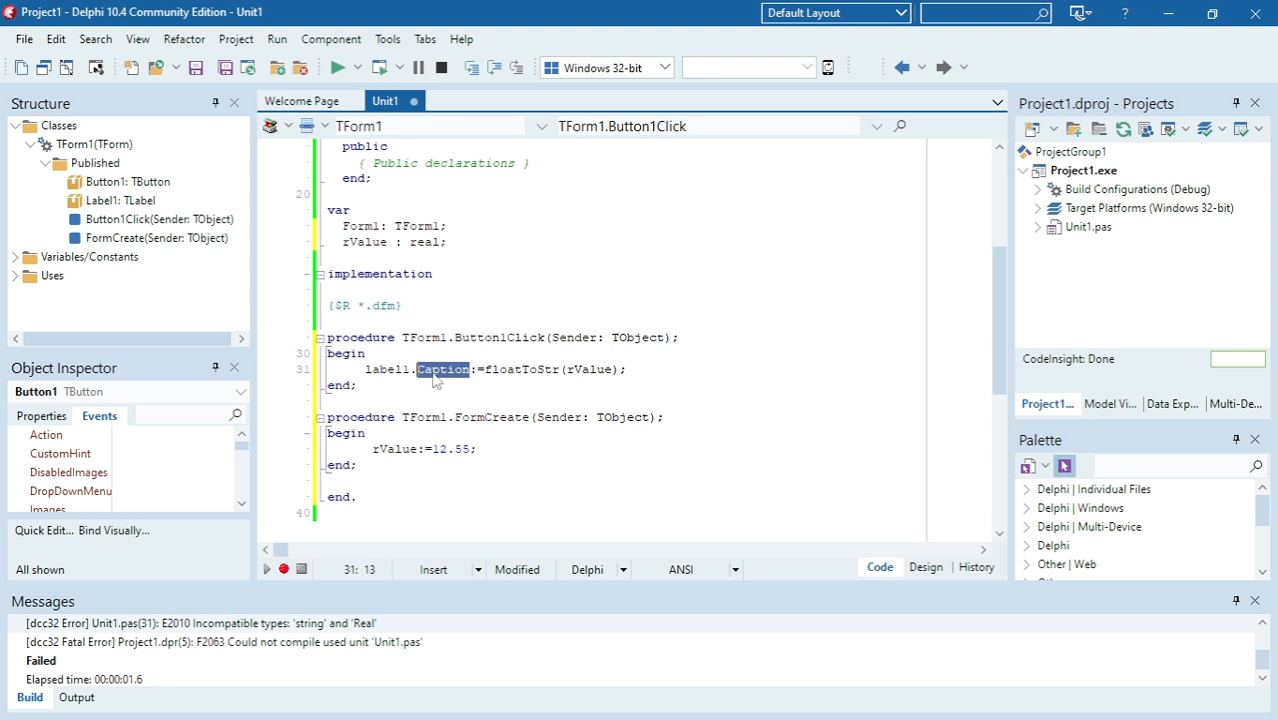 Project1 - Delphi 10.4 Community Edition - Unit1
Default Layout
?
File Edit Search View Refactor Project Run Component Tools Tabs Help
Windows 32-bit
Structure
Classes
TForm1(TForm)
Published
Button1: TButton
Label1: TLabel
Button1Click(Sender: TObject)
FormCreate(Sender: TObject)
Variables/Constants
Uses
Object Inspector
Button1 TButton
Properties Events
Action
CustomHint
DisabledImages
DropDownMenu
Images
Quick Edit... Bind Visually...
All shown
Welcome Page Unit1
TForm1 TForm1.Button1Click
public
{ Public declarations }
end;
20
var
Form1: TForm1;
rValue : real;
implementation
{$R *.dfm}
procedure TForm1.Button1Click(Sender: TObject);
30 begin
31 label1.Caption:=floatToStr(rValue);
end;
procedure TForm1.FormCreate(Sender: TObject);
begin
rValue:=12.55;
end;
end.
40
31: 13 Insert Modified Delphi ANSI Code Design History
Project1.dproj - Projects
ProjectGroup1
Project1.exe
Build Configurations (Debug)
Target Platforms (Windows 32-bit)
Unit1.pas
CodeInsight: Done
Project1... Model Vi... Data Exp... Multi-De...
Palette
Delphi | Individual Files
Delphi | Windows
Delphi | Multi-Device
Delphi
Other | Web
Messages
[dcc32 Error] Unit1.pas(31): E2010 Incompatible types: 'string' and 'Real'
[dcc32 Fatal Error] Project1.dpr(5): F2063 Could not compile used unit 'Unit1.pas'
Failed
Elapsed time: 00:00:01.6
Build Output